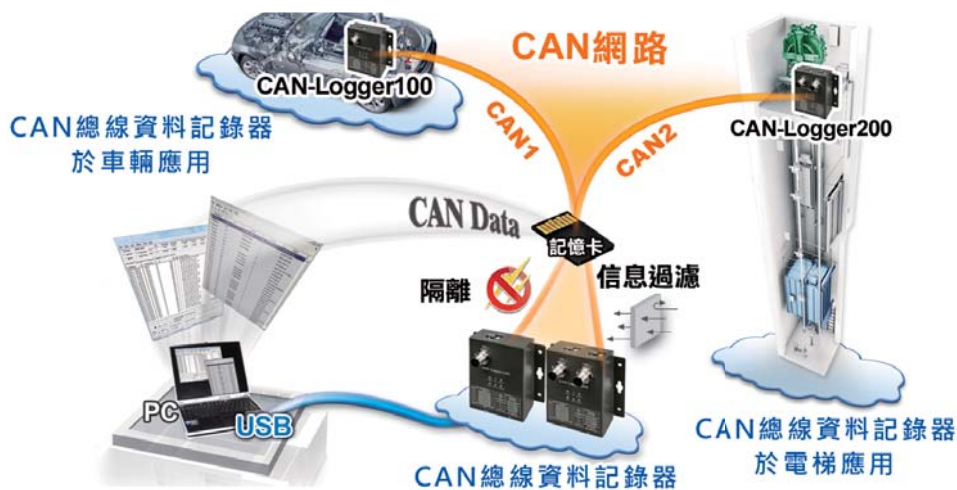 CAN網路
CAN-Logger100
CAN總線資料記錄器
於車輛應用
CAN1
CAN2
CAN-Logger200
CAN Data
記憶卡
隔離
信息過濾
PC
USB
CAN總線資料記錄器
CAN總線資料記錄器
於電梯應用